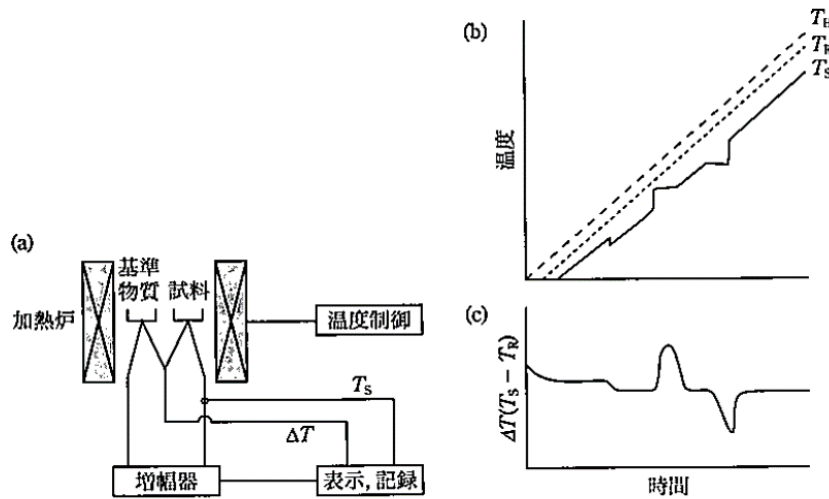 (a)
加熱炉
基準
物質
試料
温度制御
T_S
ΔT
増幅器
表示, 記録
(b)
温度
T_R
T_S
(c)
ΔT(T_S − T_R)
時間